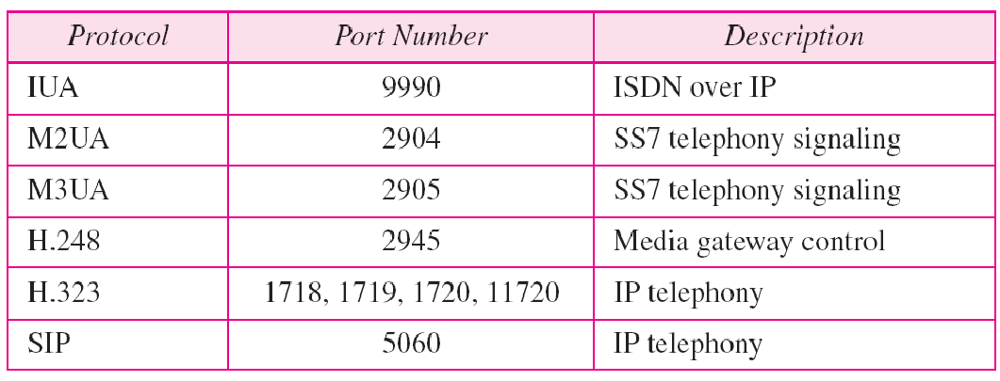 Protocol Port Number Description
IUA 9990 ISDN over IP
M2UA 2904 SS7 telephony signaling
M3UA 2905 SS7 telephony signaling
H.248 2945 Media gateway control
H.323 1718, 1719, 1720, 11720 IP telephony
SIP 5060 IP telephony